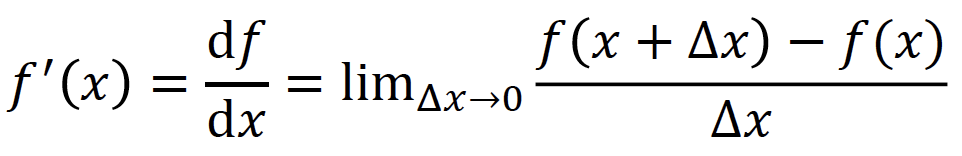 f′(x) = df/dx = lim_{Δx→0} (f(x + Δx) − f(x))/Δx